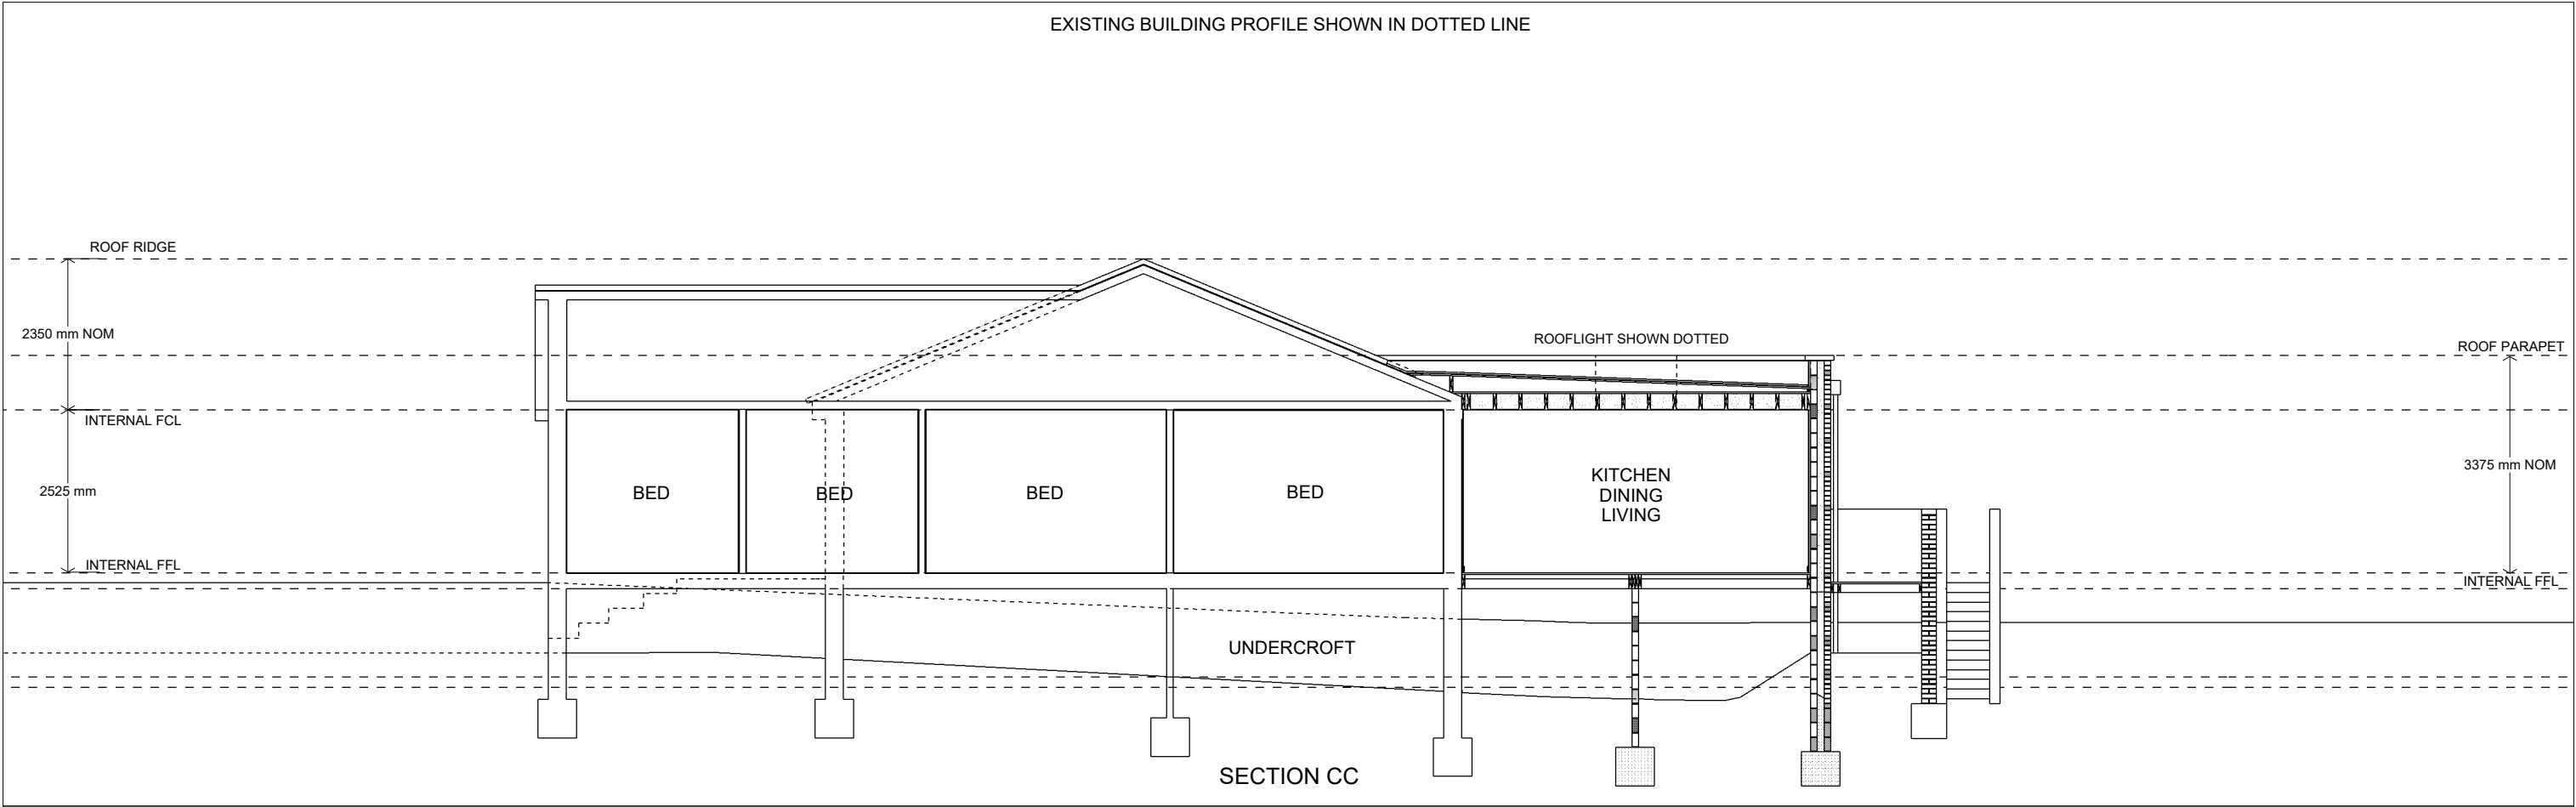 EXISTING BUILDING PROFILE SHOWN IN DOTTED LINE
ROOF RIDGE
2350 mm NOM
ROOFLIGHT SHOWN DOTTED
ROOF PARAPET
INTERNAL FCL
3375 mm NOM
2525 mm
BED
BED
BED
BED
KITCHEN
DINING
LIVING
INTERNAL FFL
INTERNAL FFL
UNDERCROFT
SECTION CC